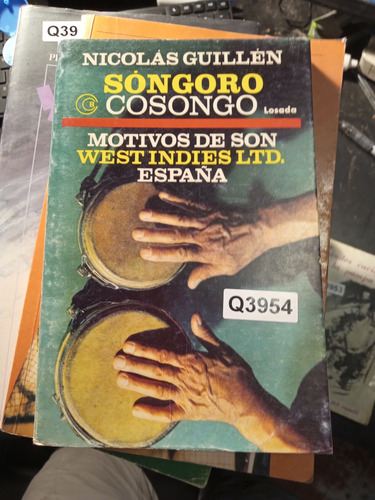 Q39
NICOLÁS GUILLÉN
SÓNGORO
COSONGO Losada
MOTIVOS DE SON
WEST INDIES LTD.
ESPAÑA
Q3954